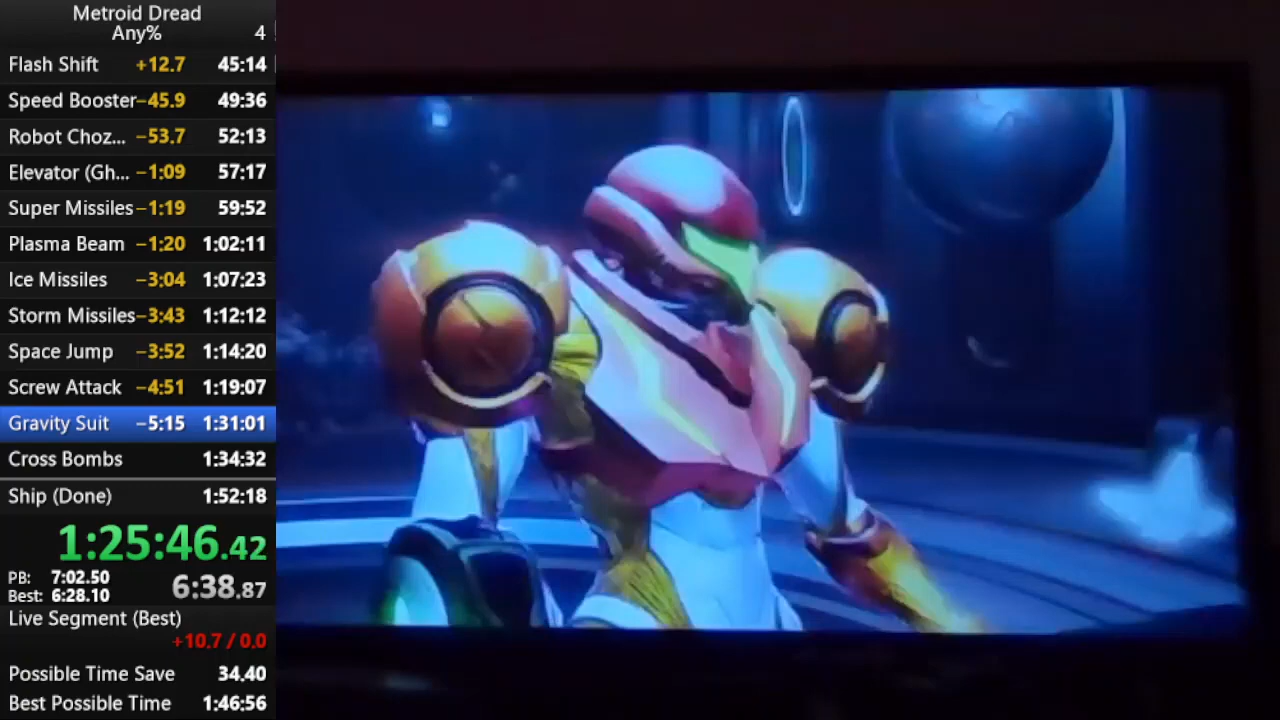 Metroid Dread
Any% 4
Flash Shift +12.7 45:14
Speed Booster -45.9 49:36
Robot Choz... -53.7 52:13
Elevator (Gh... -1:09 57:17
Super Missiles -1:19 59:52
Plasma Beam -1:20 1:02:11
Ice Missiles -3:04 1:07:23
Storm Missiles -3:43 1:12:12
Space Jump -3:52 1:14:20
Screw Attack -4:51 1:19:07
Gravity Suit -5:15 1:31:01
Cross Bombs 1:34:32
Ship (Done) 1:52:18
1:25:46.42
PB: 7:02.50
Best: 6:28.10
6:38.87
Live Segment (Best)
+10.7 / 0.0
Possible Time Save 34.40
Best Possible Time 1:46:56